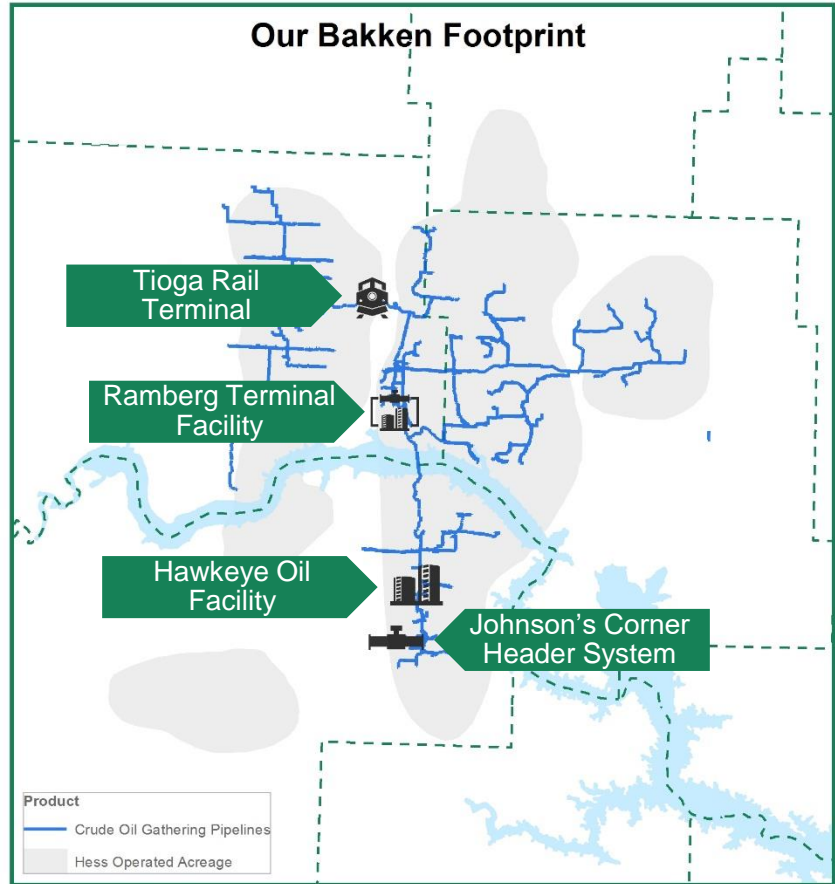 Our Bakken Footprint
Tioga Rail
Terminal
Ramberg Terminal
Facility
Hawkeye Oil
Facility
Johnson’s Corner
Header System
Product
Crude Oil Gathering Pipelines
Hess Operated Acreage